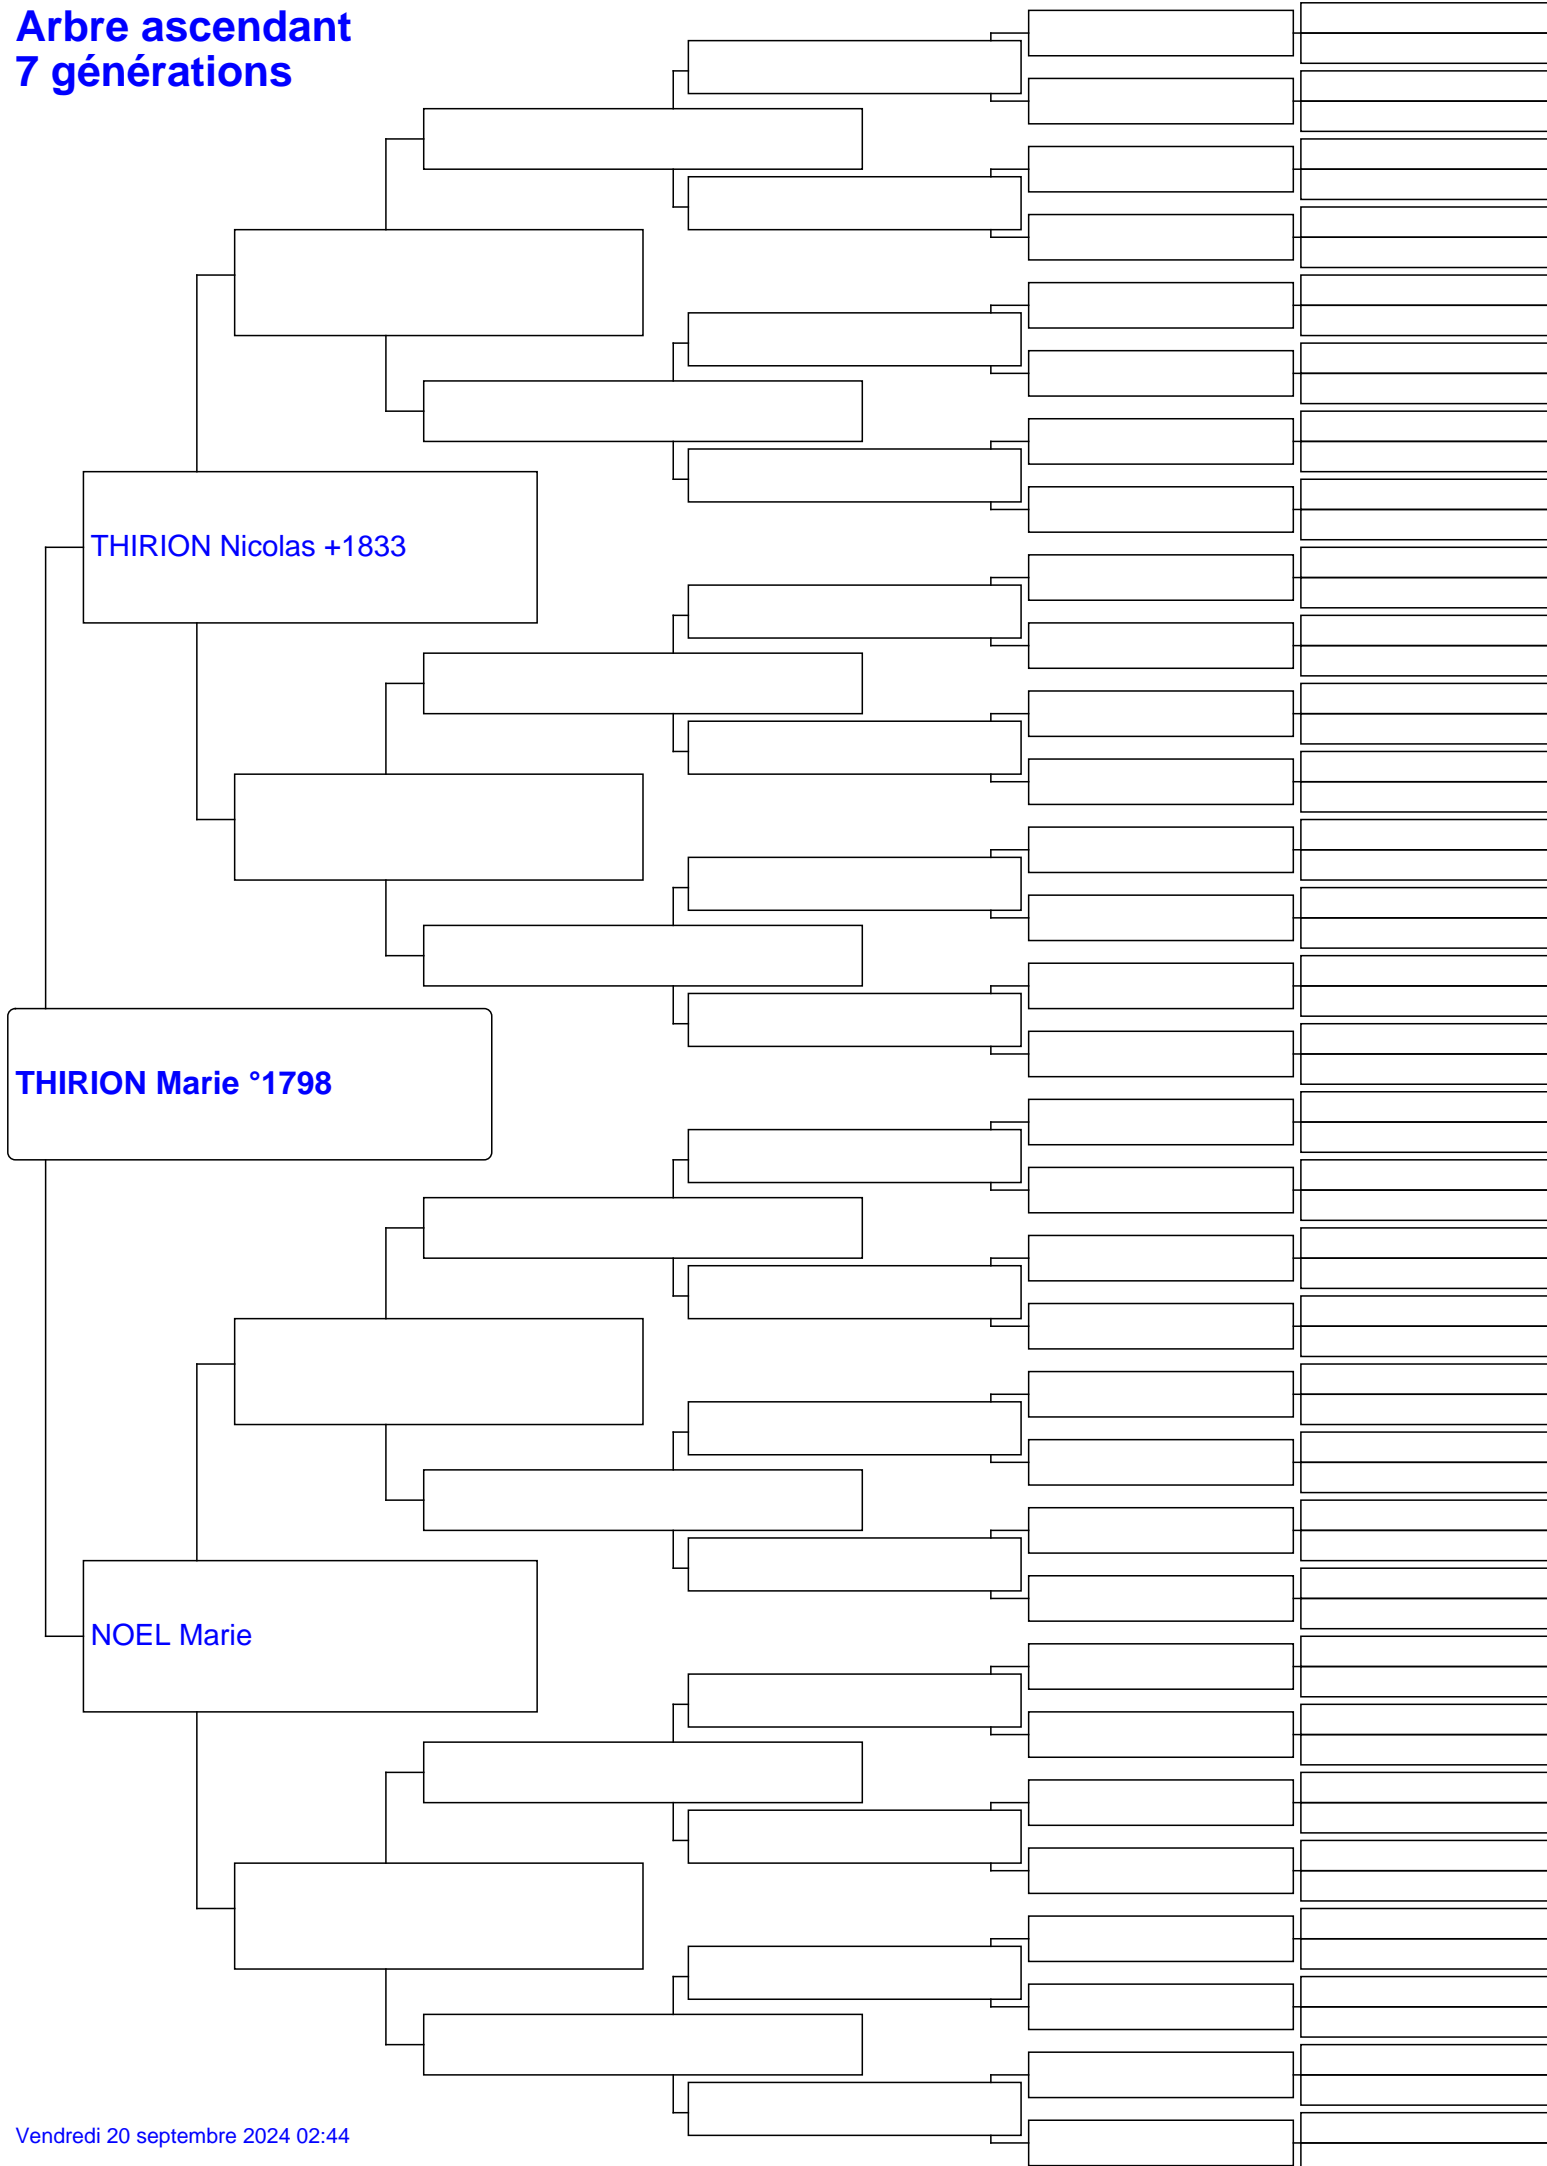 Arbre ascendant
7 générations
THIRION Nicolas +1833
THIRION Marie °1798
NOEL Marie
Vendredi 20 septembre 2024 02:44